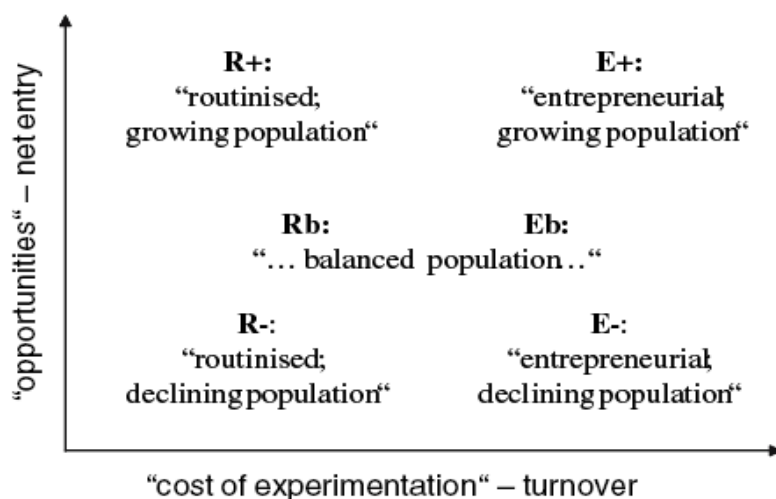 R+:
“routinised;
growing population“
E+:
“entrepreneurial;
growing population“
Rb:
Eb:
“… balanced population…“
R-:
“routinised;
declining population“
E-:
“entrepreneurial;
declining population“
“opportunities“ – net entry
“cost of experimentation“ – turnover